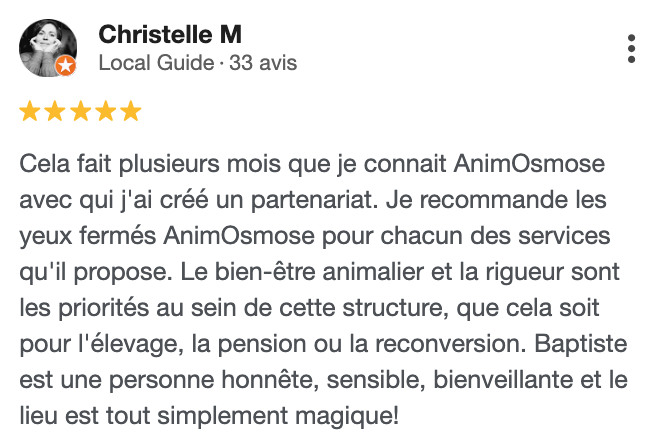 Christelle M
Local Guide · 33 avis
Cela fait plusieurs mois que je connait AnimOsmose
avec qui j'ai créé un partenariat. Je recommande les
yeux fermés AnimOsmose pour chacun des services
qu'il propose. Le bien-être animalier et la rigueur sont
les priorités au sein de cette structure, que cela soit
pour l'élevage, la pension ou la reconversion. Baptiste
est une personne honnête, sensible, bienveillante et le
lieu est tout simplement magique!